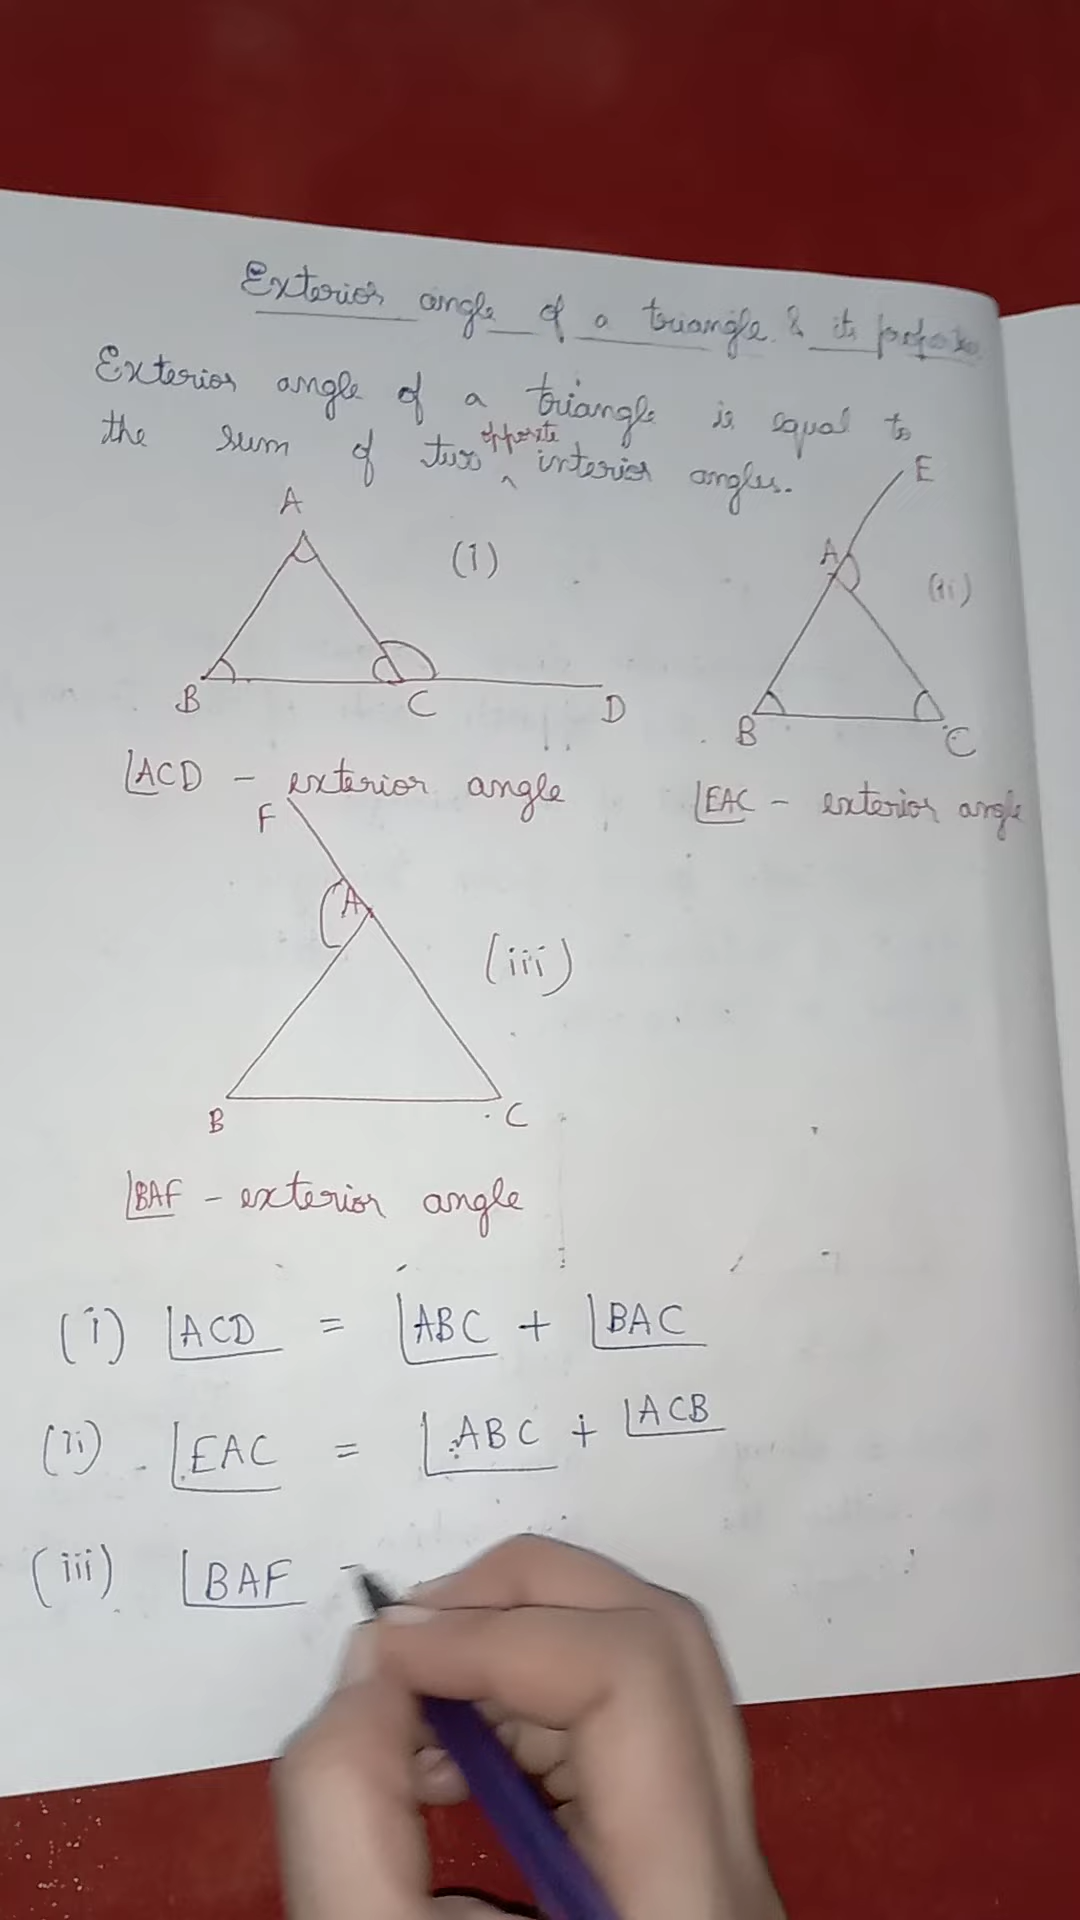 Exterior angle of a triangle & its
Exterior angle of a triangle is equal to
the sum of two opposite interior angles.
A
(i)
B
C
D
E
A
(ii)
B
C
∠ACD - exterior angle
∠EAC - exterior angle
F
A
(iii)
B
C
∠BAF - exterior angle
(i) ∠ACD = ∠ABC + ∠BAC
(ii) ∠EAC = ∠ABC + ∠ACB
(iii) ∠BAF